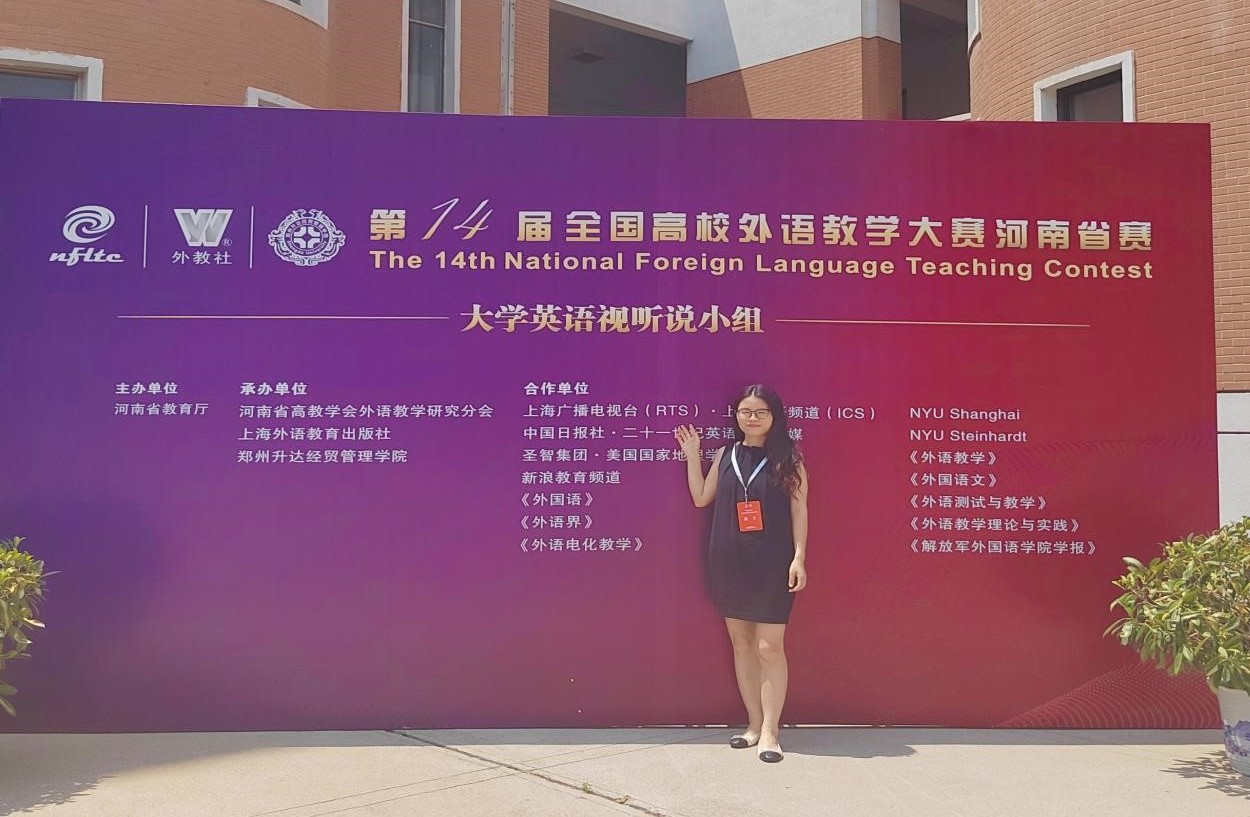 nfltc
外教社®
第14届全国高校外语教学大赛河南省赛
The 14th National Foreign Language Teaching Contest
大学英语视听说小组
主办单位
河南省教育厅
承办单位
河南省高教学会外语教学研究分会
上海外语教育出版社
郑州升达经贸管理学院
合作单位
上海广播电视台（RTS）·上 频道（ICS）
中国日报社·二十一世纪英语 媒
圣智集团·美国国家地理学
新浪教育频道
《外国语》
《外语界》
《外语电化教学》
NYU Shanghai
NYU Steinhardt
《外语教学》
《外国语文》
《外语测试与教学》
《外语教学理论与实践》
《解放军外国语学院学报》